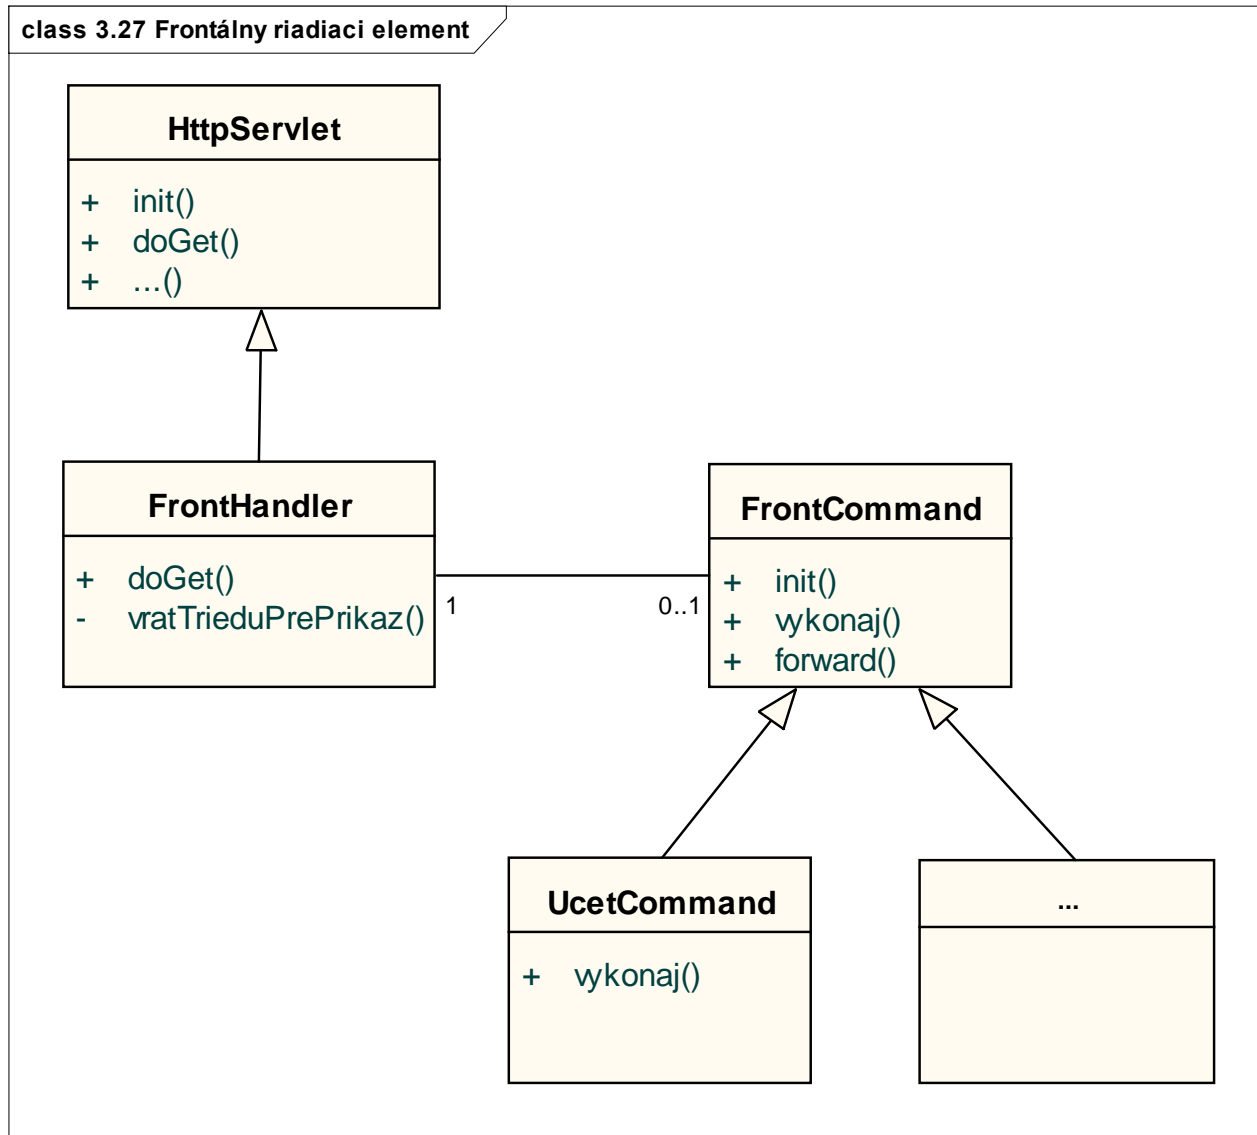 class 3.27 Frontálny riadiaci element
HttpServlet
+ init()
+ doGet()
+ ...()
FrontHandler
+ doGet()
- vratTrieduPrePrikaz()
1
0..1
FrontCommand
+ init()
+ vykonaj()
+ forward()
UcetCommand
+ vykonaj()
...